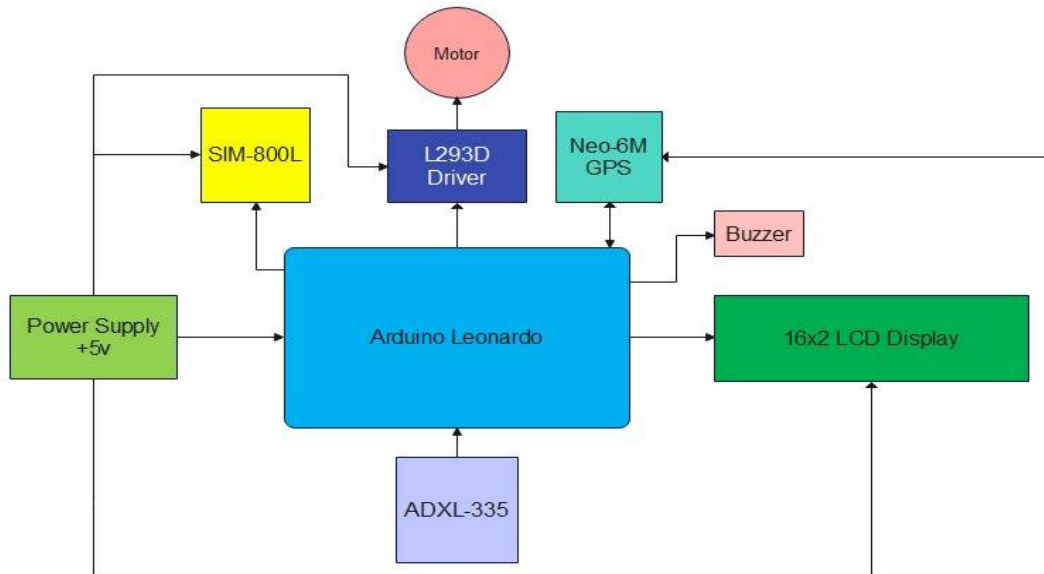 Motor
SIM-800L
L293D
Driver
Neo-6M
GPS
Buzzer
Power Supply
+5v
Arduino Leonardo
16x2 LCD Display
ADXL-335